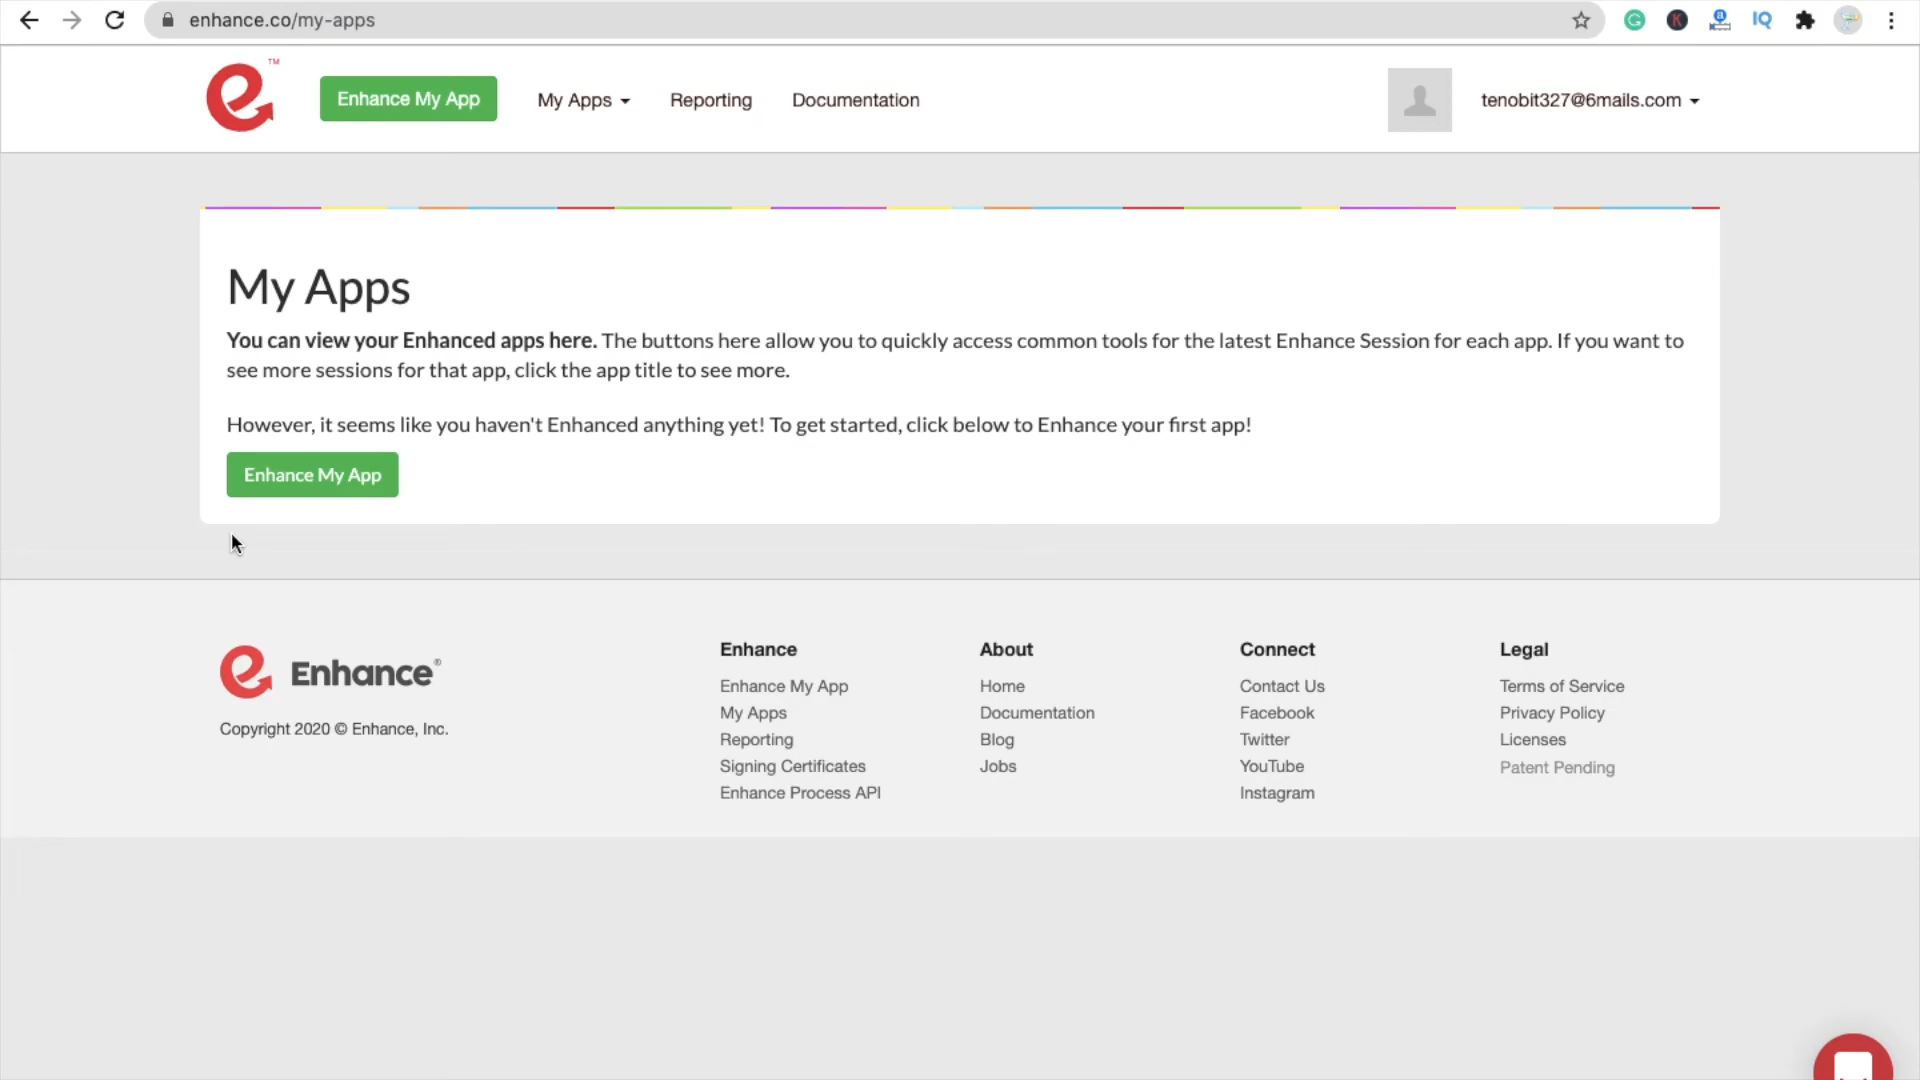 enhance.co/my-apps
G K a IQ
TM
Enhance My App My Apps Reporting Documentation tenobit327@6mails.com
My Apps
You can view your Enhanced apps here. The buttons here allow you to quickly access common tools for the latest Enhance Session for each app. If you want to
see more sessions for that app, click the app title to see more.
However, it seems like you haven't Enhanced anything yet! To get started, click below to Enhance your first app!
Enhance My App
Enhance®
Copyright 2020 © Enhance, Inc.
Enhance
Enhance My App
My Apps
Reporting
Signing Certificates
Enhance Process API
About
Home
Documentation
Blog
Jobs
Connect
Contact Us
Facebook
Twitter
YouTube
Instagram
Legal
Terms of Service
Privacy Policy
Licenses
Patent Pending